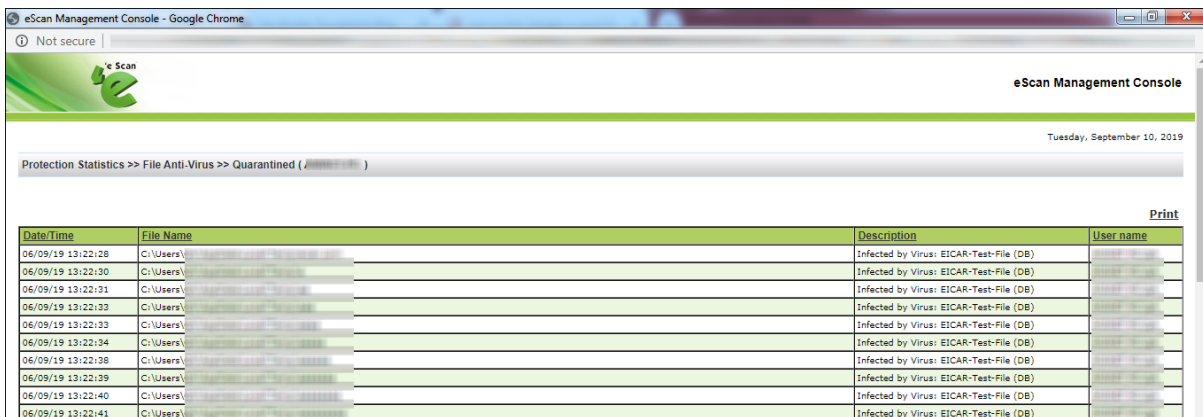 eScan Management Console - Google Chrome
Not secure
e Scan
eScan Management Console
Tuesday, September 10, 2019
Protection Statistics >> File Anti-Virus >> Quarantined ( )
Print
Date/Time File Name Description User name
06/09/19 13:22:28 C:\Users\ Infected by Virus: EICAR-Test-File (DB)
06/09/19 13:22:30 C:\Users\ Infected by Virus: EICAR-Test-File (DB)
06/09/19 13:22:31 C:\Users\ Infected by Virus: EICAR-Test-File (DB)
06/09/19 13:22:33 C:\Users\ Infected by Virus: EICAR-Test-File (DB)
06/09/19 13:22:33 C:\Users\ Infected by Virus: EICAR-Test-File (DB)
06/09/19 13:22:34 C:\Users\ Infected by Virus: EICAR-Test-File (DB)
06/09/19 13:22:38 C:\Users\ Infected by Virus: EICAR-Test-File (DB)
06/09/19 13:22:39 C:\Users\ Infected by Virus: EICAR-Test-File (DB)
06/09/19 13:22:40 C:\Users\ Infected by Virus: EICAR-Test-File (DB)
06/09/19 13:22:41 C:\Users\ Infected by Virus: EICAR-Test-File (DB)